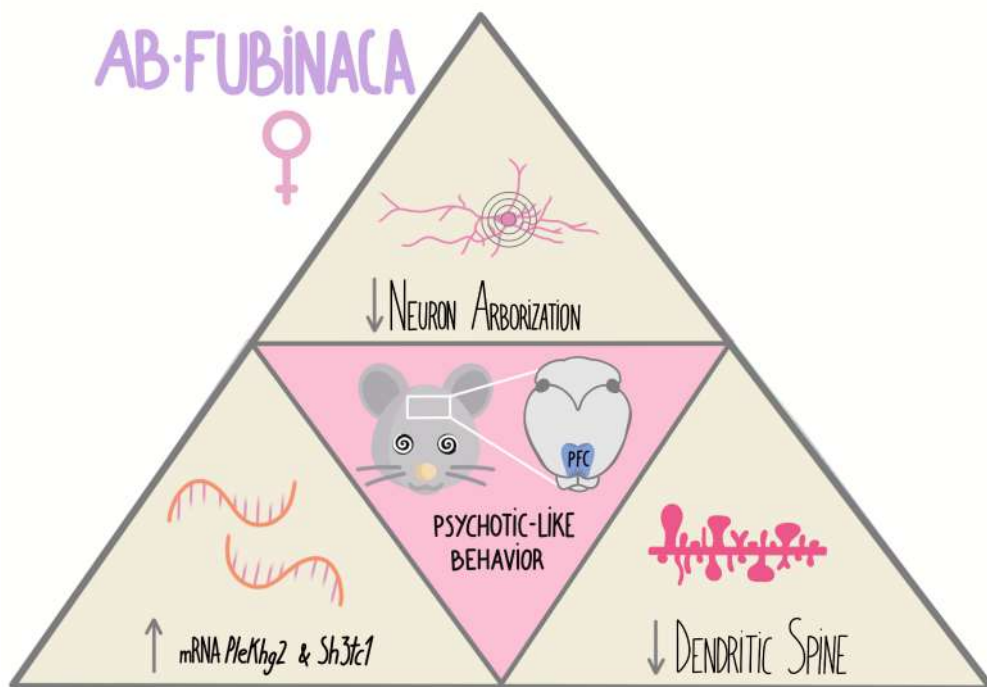 AB·FUBiNACA
↓ NEURON ARBORIZATION
PFC
PSYCHOTIC-LIKE
BEHAVIOR
↑ mRNA PleKhg2 & Sh3tc1
↓ DENDRITIC SPINE